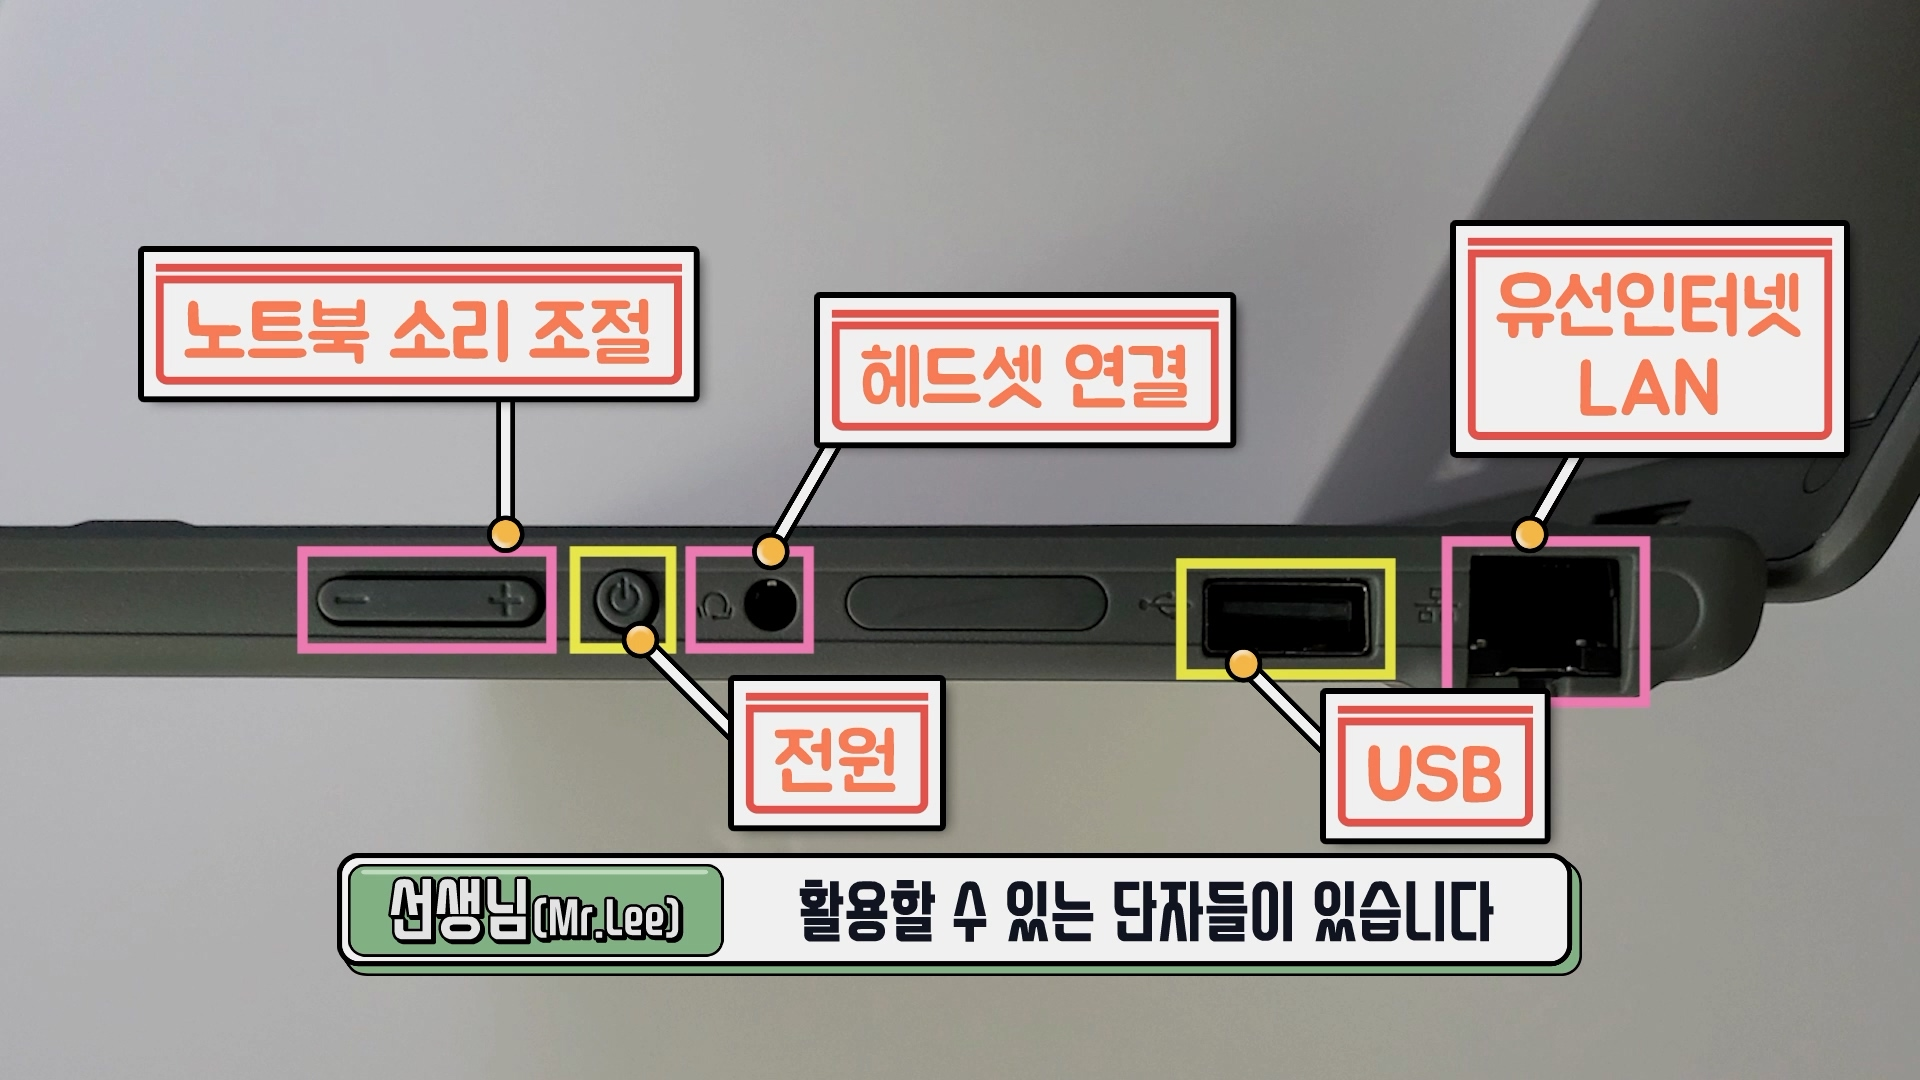 노트북 소리 조절
헤드셋 연결
유선인터넷
LAN
전원
USB
선생님(Mr.Lee) 활용할 수 있는 단자들이 있습니다